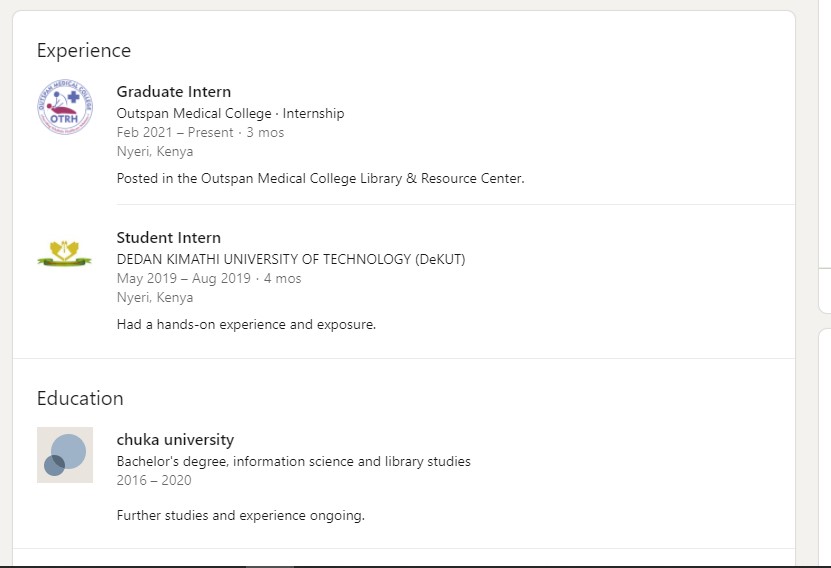 Experience
OUTSPAN MEDICAL COLLEGE
OTRH
Graduate Intern
Outspan Medical College · Internship
Feb 2021 – Present · 3 mos
Nyeri, Kenya
Posted in the Outspan Medical College Library & Resource Center.
Student Intern
DEDAN KIMATHI UNIVERSITY OF TECHNOLOGY (DeKUT)
May 2019 – Aug 2019 · 4 mos
Nyeri, Kenya
Had a hands-on experience and exposure.
Education
chuka university
Bachelor's degree, information science and library studies
2016 – 2020
Further studies and experience ongoing.